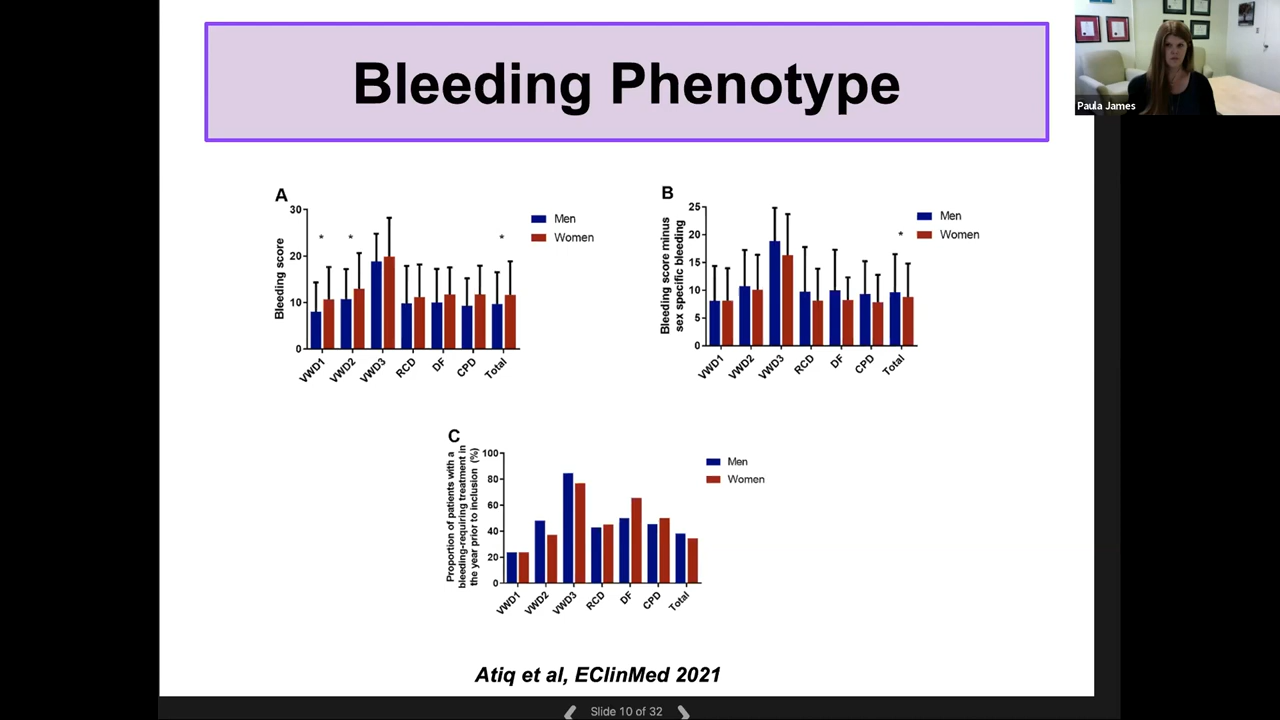 Bleeding Phenotype
Paula James
A
Bleeding score
30
20
10
0
*
*
*
VWD1
VWD2
VWD3
RCD
DF
CPD
Total
Men
Women
B
Bleeding score minus
sex specific bleeding
25
20
15
10
5
0
*
VWD1
VWD2
VWD3
RCD
DF
CPD
Total
Men
Women
C
Proportion of patients with a
bleeding-requiring treatment in
the year prior to inclusion (%)
100
80
60
40
20
0
VWD1
VWD2
VWD3
RCD
DF
CPD
Total
Men
Women
Atiq et al, EClinMed 2021
Slide 10 of 32